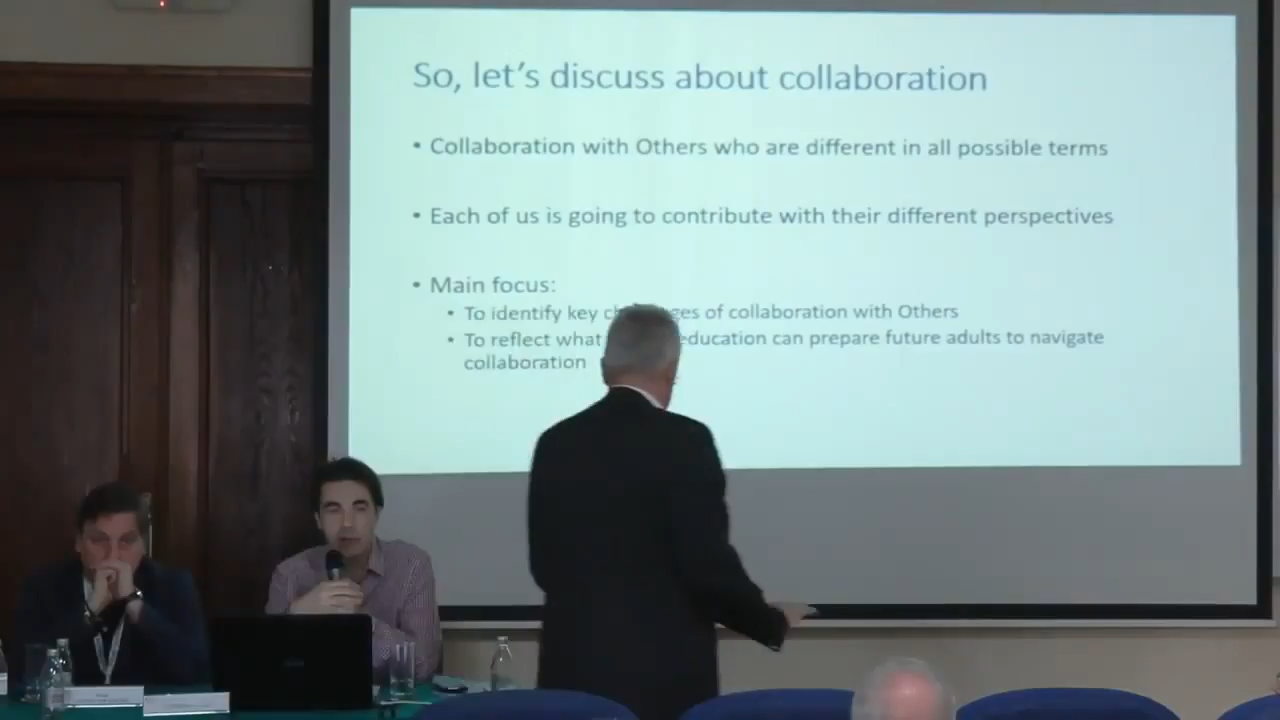 So, let's discuss about collaboration
• Collaboration with Others who are different in all possible terms
• Each of us is going to contribute with their different perspectives
• Main focus:
• To identify key of collaboration with Others
• To reflect what education can prepare future adults to navigate
collaboration